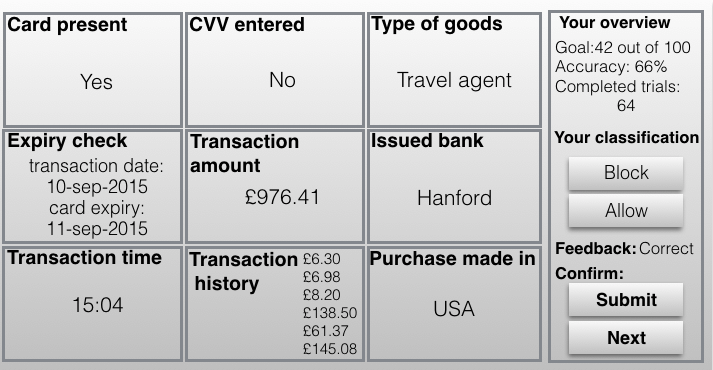 Card present
Yes
CVV entered
No
Type of goods
Travel agent
Expiry check
transaction date:
10-sep-2015
card expiry:
11-sep-2015
Transaction
amount
£976.41
Issued bank
Hanford
Transaction time
15:04
Transaction
history
£6.30
£6.98
£8.20
£138.50
£61.37
£145.08
Purchase made in
USA
Your overview
Goal:42 out of 100
Accuracy: 66%
Completed trials:
64
Your classification
Block
Allow
Feedback: Correct
Confirm:
Submit
Next